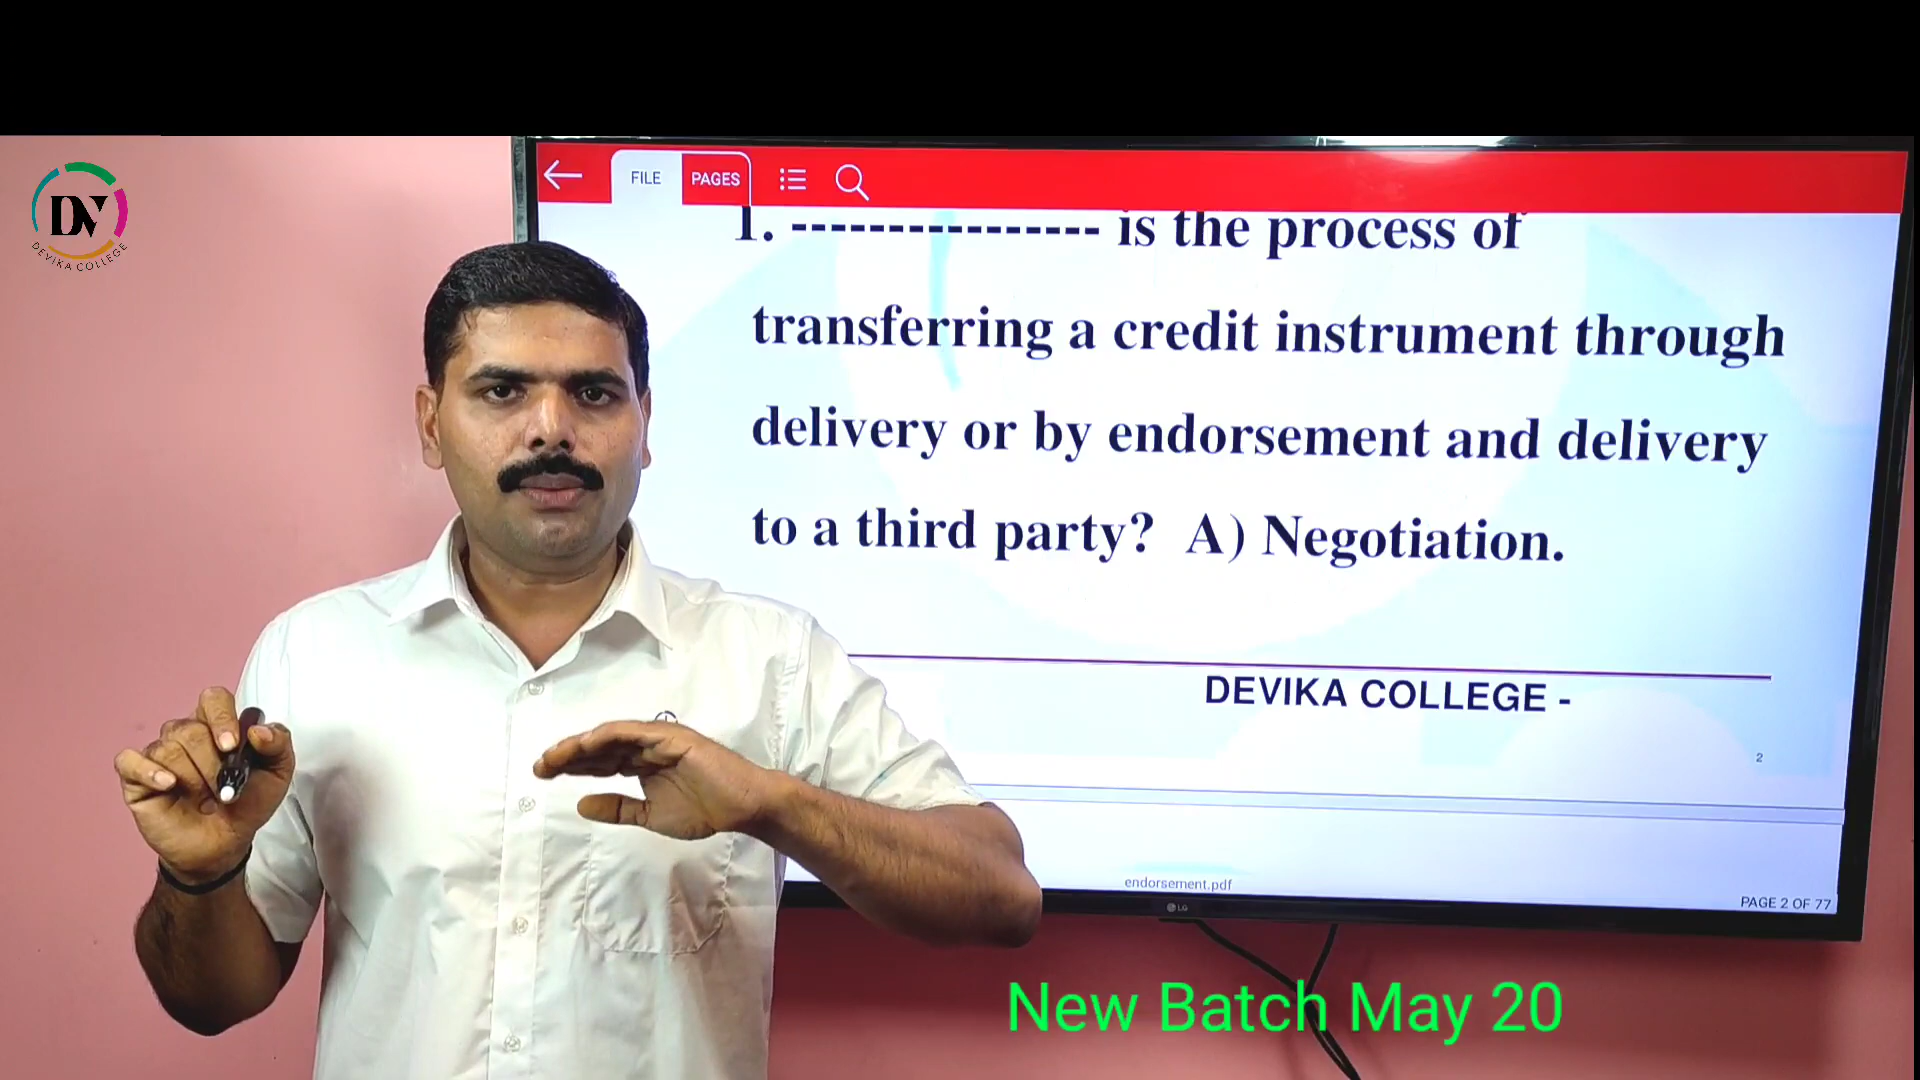 DV
DEVIKA COLLEGE
FILE PAGES
1. ---------------- is the process of
transferring a credit instrument through
delivery or by endorsement and delivery
to a third party? A) Negotiation.
DEVIKA COLLEGE -
2
endorsement.pdf
PAGE 2 OF 77
LG
New Batch May 20